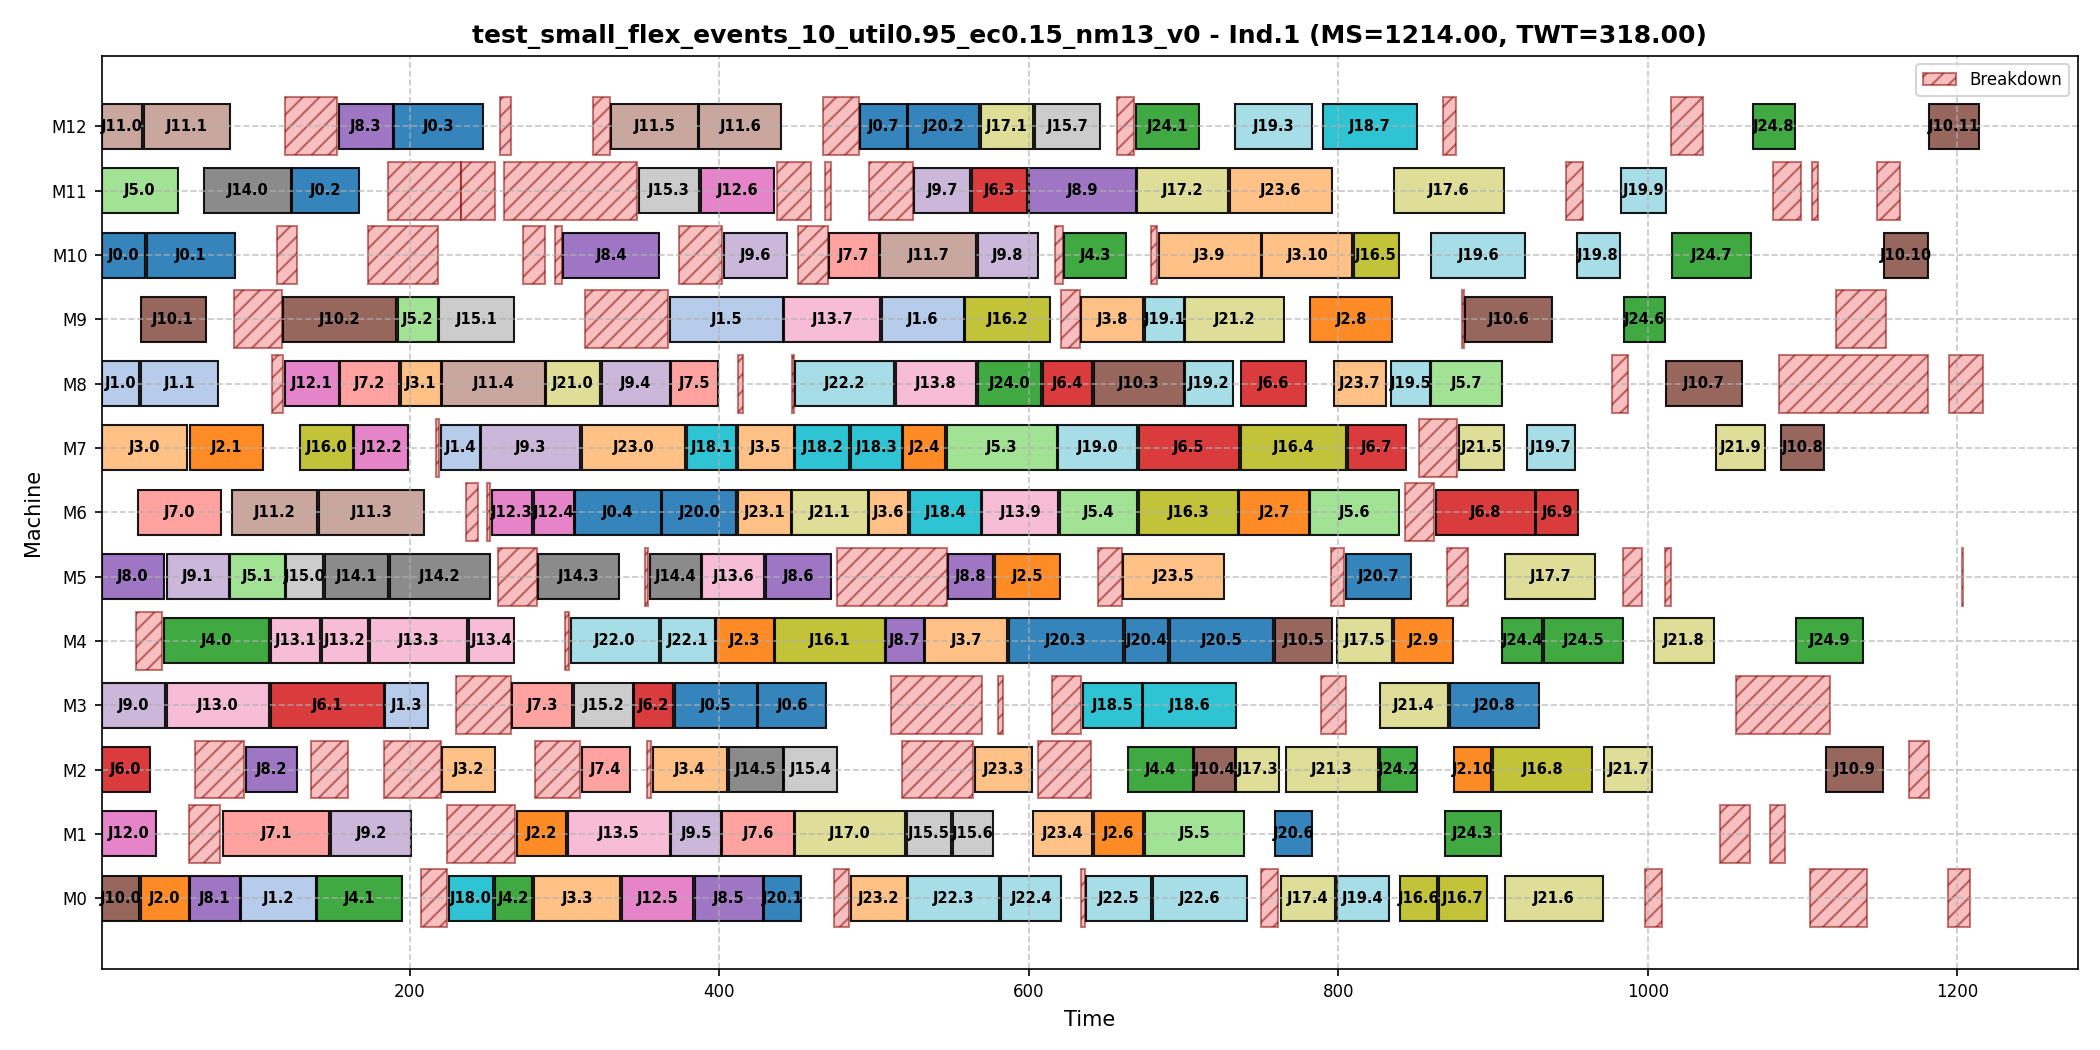 test_small_flex_events_10_util0.95_ec0.15_nm13_v0 - Ind.1 (MS=1214.00, TWT=318.00)
Breakdown
M12 J11.0 J11.1 J8.3 J0.3 J11.5 J11.6 J0.7 J20.2 J17.1 J15.7 J24.1 J19.3 J18.7 J24.8 J10.11
M11 J5.0 J14.0 J0.2 J15.3 J12.6 J9.7 J6.3 J8.9 J17.2 J23.6 J17.6 J19.9
M10 J0.0 J0.1 J8.4 J9.6 J7.7 J11.7 J9.8 J4.3 J3.9 J3.10 J16.5 J19.6 J19.8 J24.7 J10.10
M9 J10.1 J10.2 J5.2 J15.1 J1.5 J13.7 J1.6 J16.2 J3.8 J19.1 J21.2 J2.8 J10.6 J24.6
M8 J1.0 J1.1 J12.1 J7.2 J3.1 J11.4 J21.0 J9.4 J7.5 J22.2 J13.8 J24.0 J6.4 J10.3 J19.2 J6.6 J23.7 J19.5 J5.7 J10.7
M7 J3.0 J2.1 J16.0 J12.2 J1.4 J9.3 J23.0 J18.1 J3.5 J18.2 J18.3 J2.4 J5.3 J19.0 J6.5 J16.4 J6.7 J21.5 J19.7 J21.9 J10.8
M6 J7.0 J11.2 J11.3 J12.3 J12.4 J0.4 J20.0 J23.1 J21.1 J3.6 J18.4 J13.9 J5.4 J16.3 J2.7 J5.6 J6.8 J6.9
M5 J8.0 J9.1 J5.1 J15.0 J14.1 J14.2 J14.3 J14.4 J13.6 J8.6 J8.8 J2.5 J23.5 J20.7 J17.7
M4 J4.0 J13.1 J13.2 J13.3 J13.4 J22.0 J22.1 J2.3 J16.1 J8.7 J3.7 J20.3 J20.4 J20.5 J10.5 J17.5 J2.9 J24.4 J24.5 J21.8 J24.9
M3 J9.0 J13.0 J6.1 J1.3 J7.3 J15.2 J6.2 J0.5 J0.6 J18.5 J18.6 J21.4 J20.8
M2 J6.0 J8.2 J3.2 J7.4 J3.4 J14.5 J15.4 J23.3 J4.4 J10.4 J17.3 J21.3 J24.2 J2.10 J16.8 J21.7 J10.9
M1 J12.0 J7.1 J9.2 J2.2 J13.5 J9.5 J7.6 J17.0 J15.5 J15.6 J23.4 J2.6 J5.5 J20.6 J24.3
M0 J10.0 J2.0 J8.1 J1.2 J4.1 J18.0 J4.2 J3.3 J12.5 J8.5 J20.1 J23.2 J22.3 J22.4 J22.5 J22.6 J17.4 J19.4 J16.6 J16.7 J21.6
200 400 600 800 1000 1200
Time
Machine